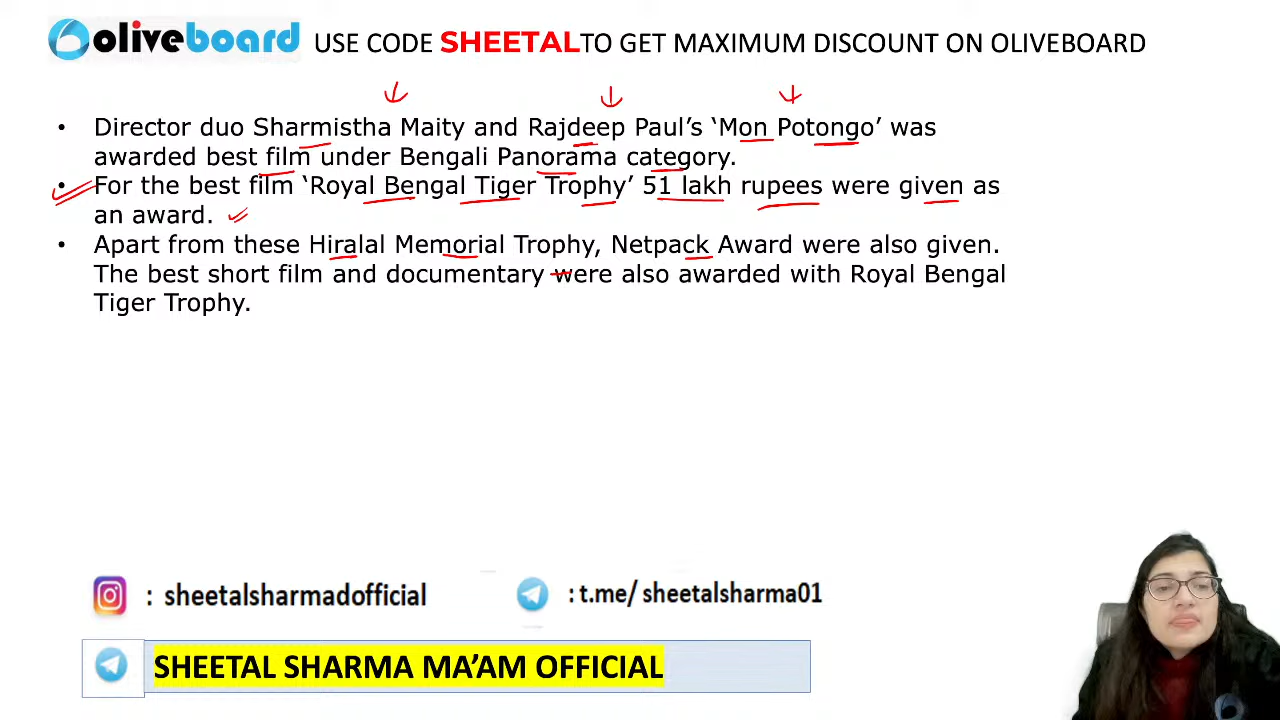 oliveboard USE CODE SHEETAL TO GET MAXIMUM DISCOUNT ON OLIVEBOARD
• Director duo Sharmistha Maity and Rajdeep Paul’s ‘Mon Potongo’ was
awarded best film under Bengali Panorama category.
• For the best film ‘Royal Bengal Tiger Trophy’ 51 lakh rupees were given as
an award.
• Apart from these Hiralal Memorial Trophy, Netpack Award were also given.
The best short film and documentary were also awarded with Royal Bengal
Tiger Trophy.
: sheetalsharmadofficial
: t.me/ sheetalsharma01
SHEETAL SHARMA MA’AM OFFICIAL